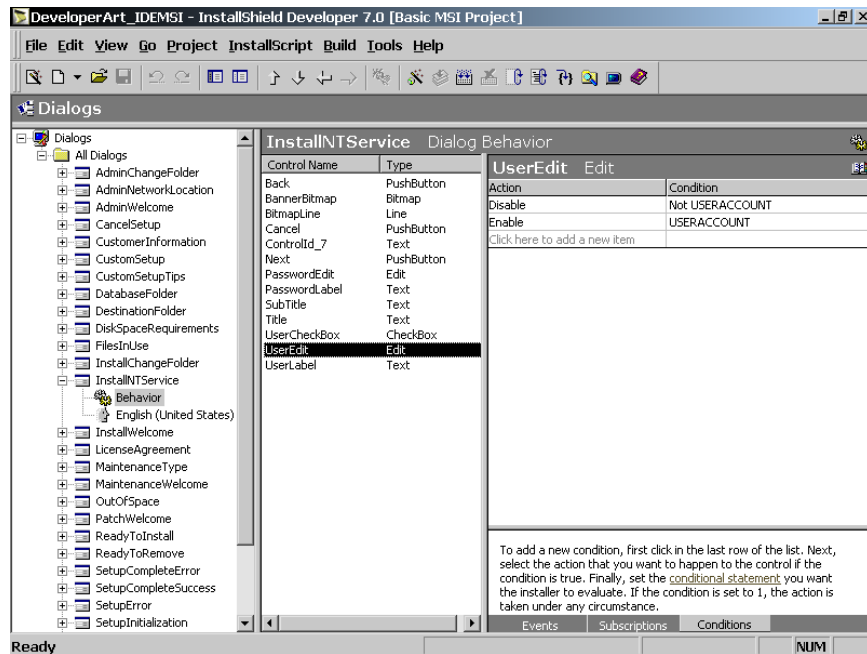 DeveloperArt_IDEMSI - InstallShield Developer 7.0 [Basic MSI Project]
File Edit View Go Project InstallScript Build Tools Help
Dialogs
Dialogs
All Dialogs
AdminChangeFolder
AdminNetworkLocation
AdminWelcome
CancelSetup
CustomerInformation
CustomSetup
CustomSetupTips
DatabaseFolder
DestinationFolder
DiskSpaceRequirements
FilesInUse
InstallChangeFolder
InstallNTService
Behavior
English (United States)
InstallWelcome
LicenseAgreement
MaintenanceType
MaintenanceWelcome
OutOfSpace
PatchWelcome
ReadyToInstall
ReadyToRemove
SetupCompleteError
SetupCompleteSuccess
SetupError
SetupInitialization
InstallNTService Dialog Behavior
Control Name Type
Back PushButton
BannerBitmap Bitmap
BitmapLine Line
Cancel PushButton
ControlId_7 Text
Next PushButton
PasswordEdit Edit
PasswordLabel Text
SubTitle Text
Title Text
UserCheckBox CheckBox
UserEdit Edit
UserLabel Text
UserEdit Edit
Action Condition
Disable Not USERACCOUNT
Enable USERACCOUNT
Click here to add a new item
To add a new condition, first click in the last row of the list. Next,
select the action that you want to happen to the control if the
condition is true. Finally, set the conditional statement you want
the installer to evaluate. If the condition is set to 1, the action is
taken under any circumstance.
Events Subscriptions Conditions
Ready NUM